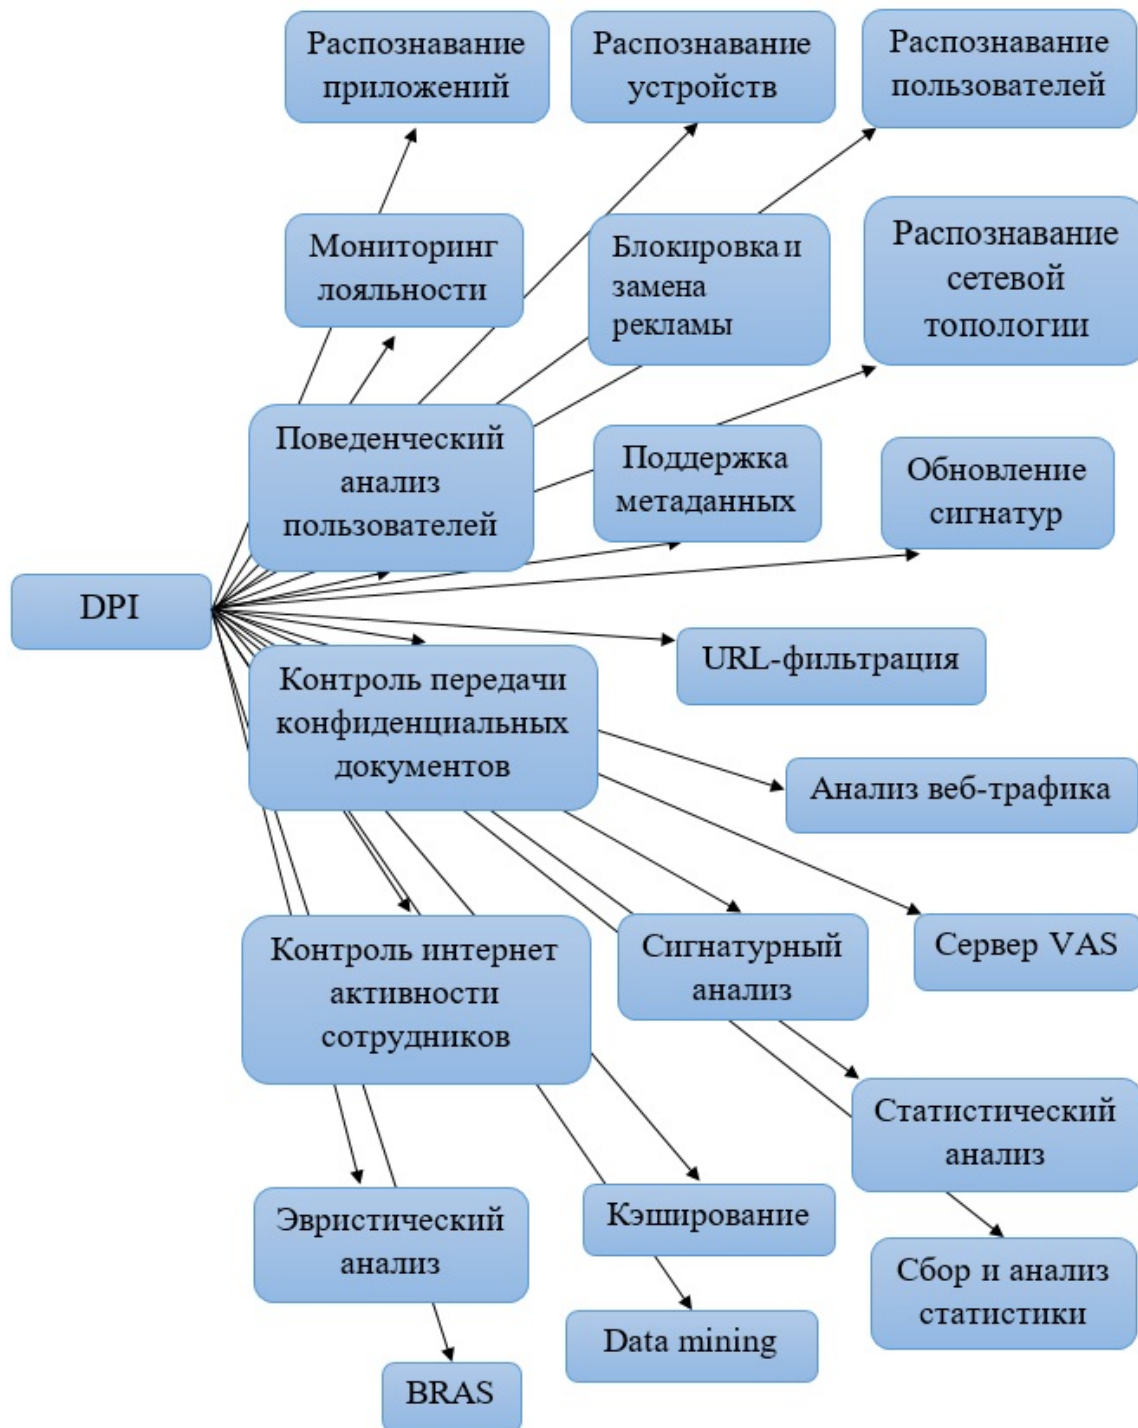 Распознавание
приложений
Распознавание
устройств
Распознавание
пользователей
Мониторинг
лояльности
Блокировка и
замена
рекламы
Распознавание
сетевой
топологии
Поведенческий
анализ
пользователей
Поддержка
метаданных
Обновление
сигнатур
DPI
URL-фильтрация
Контроль передачи
конфиденциальных
документов
Анализ веб-трафика
Контроль интернет
активности
сотрудников
Сигнатурный
анализ
Сервер VAS
Статистический
анализ
Эвристический
анализ
Кэширование
Сбор и анализ
статистики
Data mining
BRAS